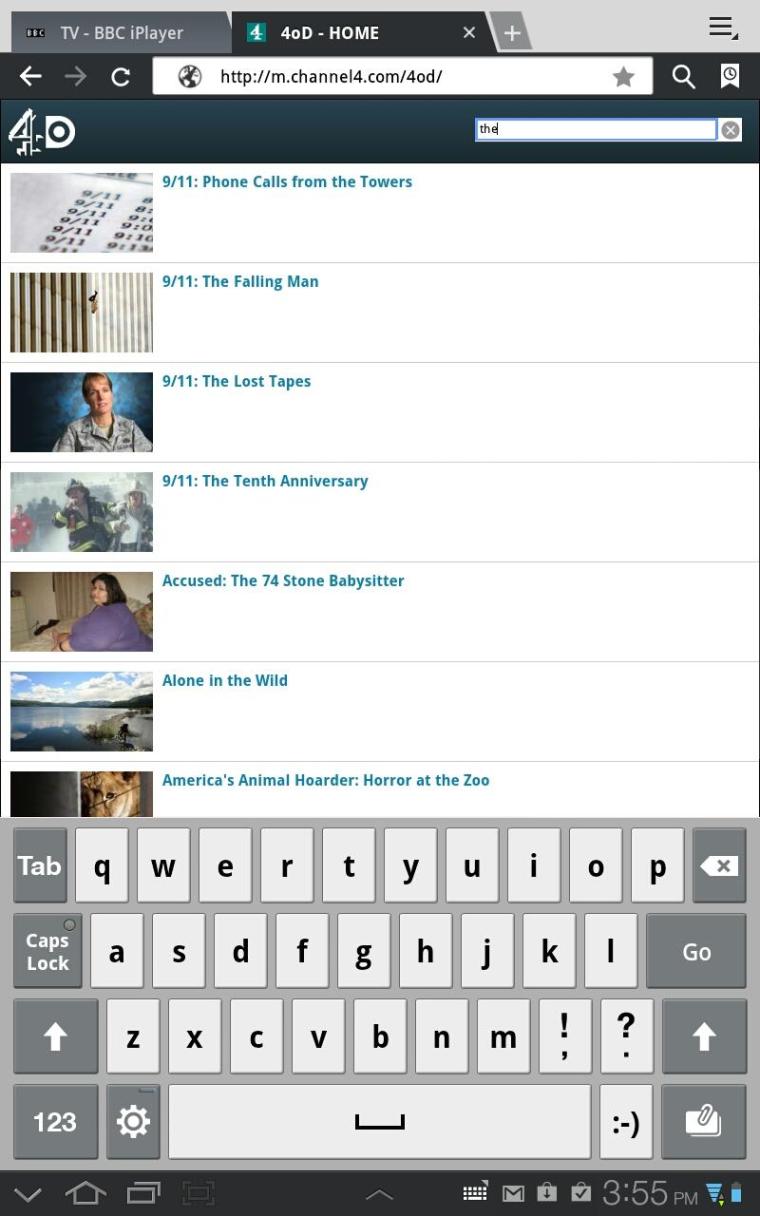 BBC TV - BBC iPlayer
4 4oD - HOME
http://m.channel4.com/4od/
4oD
the
9/11: Phone Calls from the Towers
9/11: The Falling Man
9/11: The Lost Tapes
9/11: The Tenth Anniversary
Accused: The 74 Stone Babysitter
Alone in the Wild
America's Animal Hoarder: Horror at the Zoo
Tab q w e r t y u i o p
Caps Lock a s d f g h j k l Go
z x c v b n m ! , ? .
123 :-)
3:55 PM